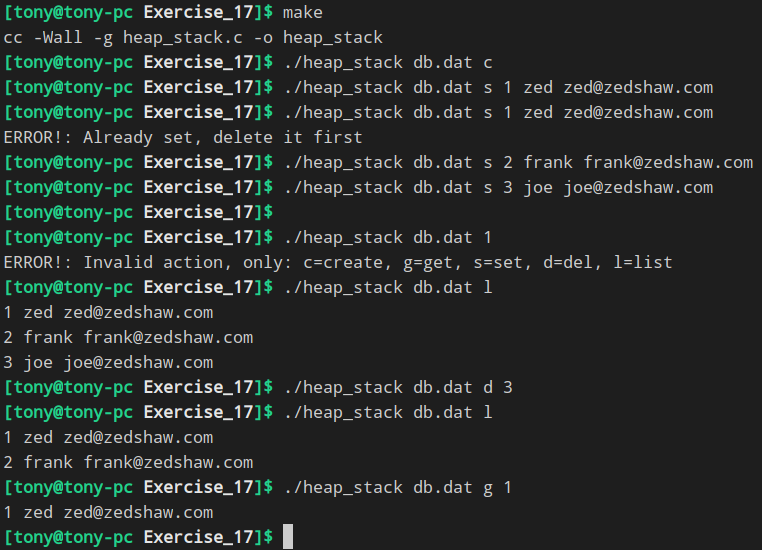 [tony@tony-pc Exercise_17]$ make
cc -Wall -g heap_stack.c -o heap_stack
[tony@tony-pc Exercise_17]$ ./heap_stack db.dat c
[tony@tony-pc Exercise_17]$ ./heap_stack db.dat s 1 zed zed@zedshaw.com
[tony@tony-pc Exercise_17]$ ./heap_stack db.dat s 1 zed zed@zedshaw.com
ERROR!: Already set, delete it first
[tony@tony-pc Exercise_17]$ ./heap_stack db.dat s 2 frank frank@zedshaw.com
[tony@tony-pc Exercise_17]$ ./heap_stack db.dat s 3 joe joe@zedshaw.com
[tony@tony-pc Exercise_17]$
[tony@tony-pc Exercise_17]$ ./heap_stack db.dat 1
ERROR!: Invalid action, only: c=create, g=get, s=set, d=del, l=list
[tony@tony-pc Exercise_17]$ ./heap_stack db.dat l
1 zed zed@zedshaw.com
2 frank frank@zedshaw.com
3 joe joe@zedshaw.com
[tony@tony-pc Exercise_17]$ ./heap_stack db.dat d 3
[tony@tony-pc Exercise_17]$ ./heap_stack db.dat l
1 zed zed@zedshaw.com
2 frank frank@zedshaw.com
[tony@tony-pc Exercise_17]$ ./heap_stack db.dat g 1
1 zed zed@zedshaw.com
[tony@tony-pc Exercise_17]$